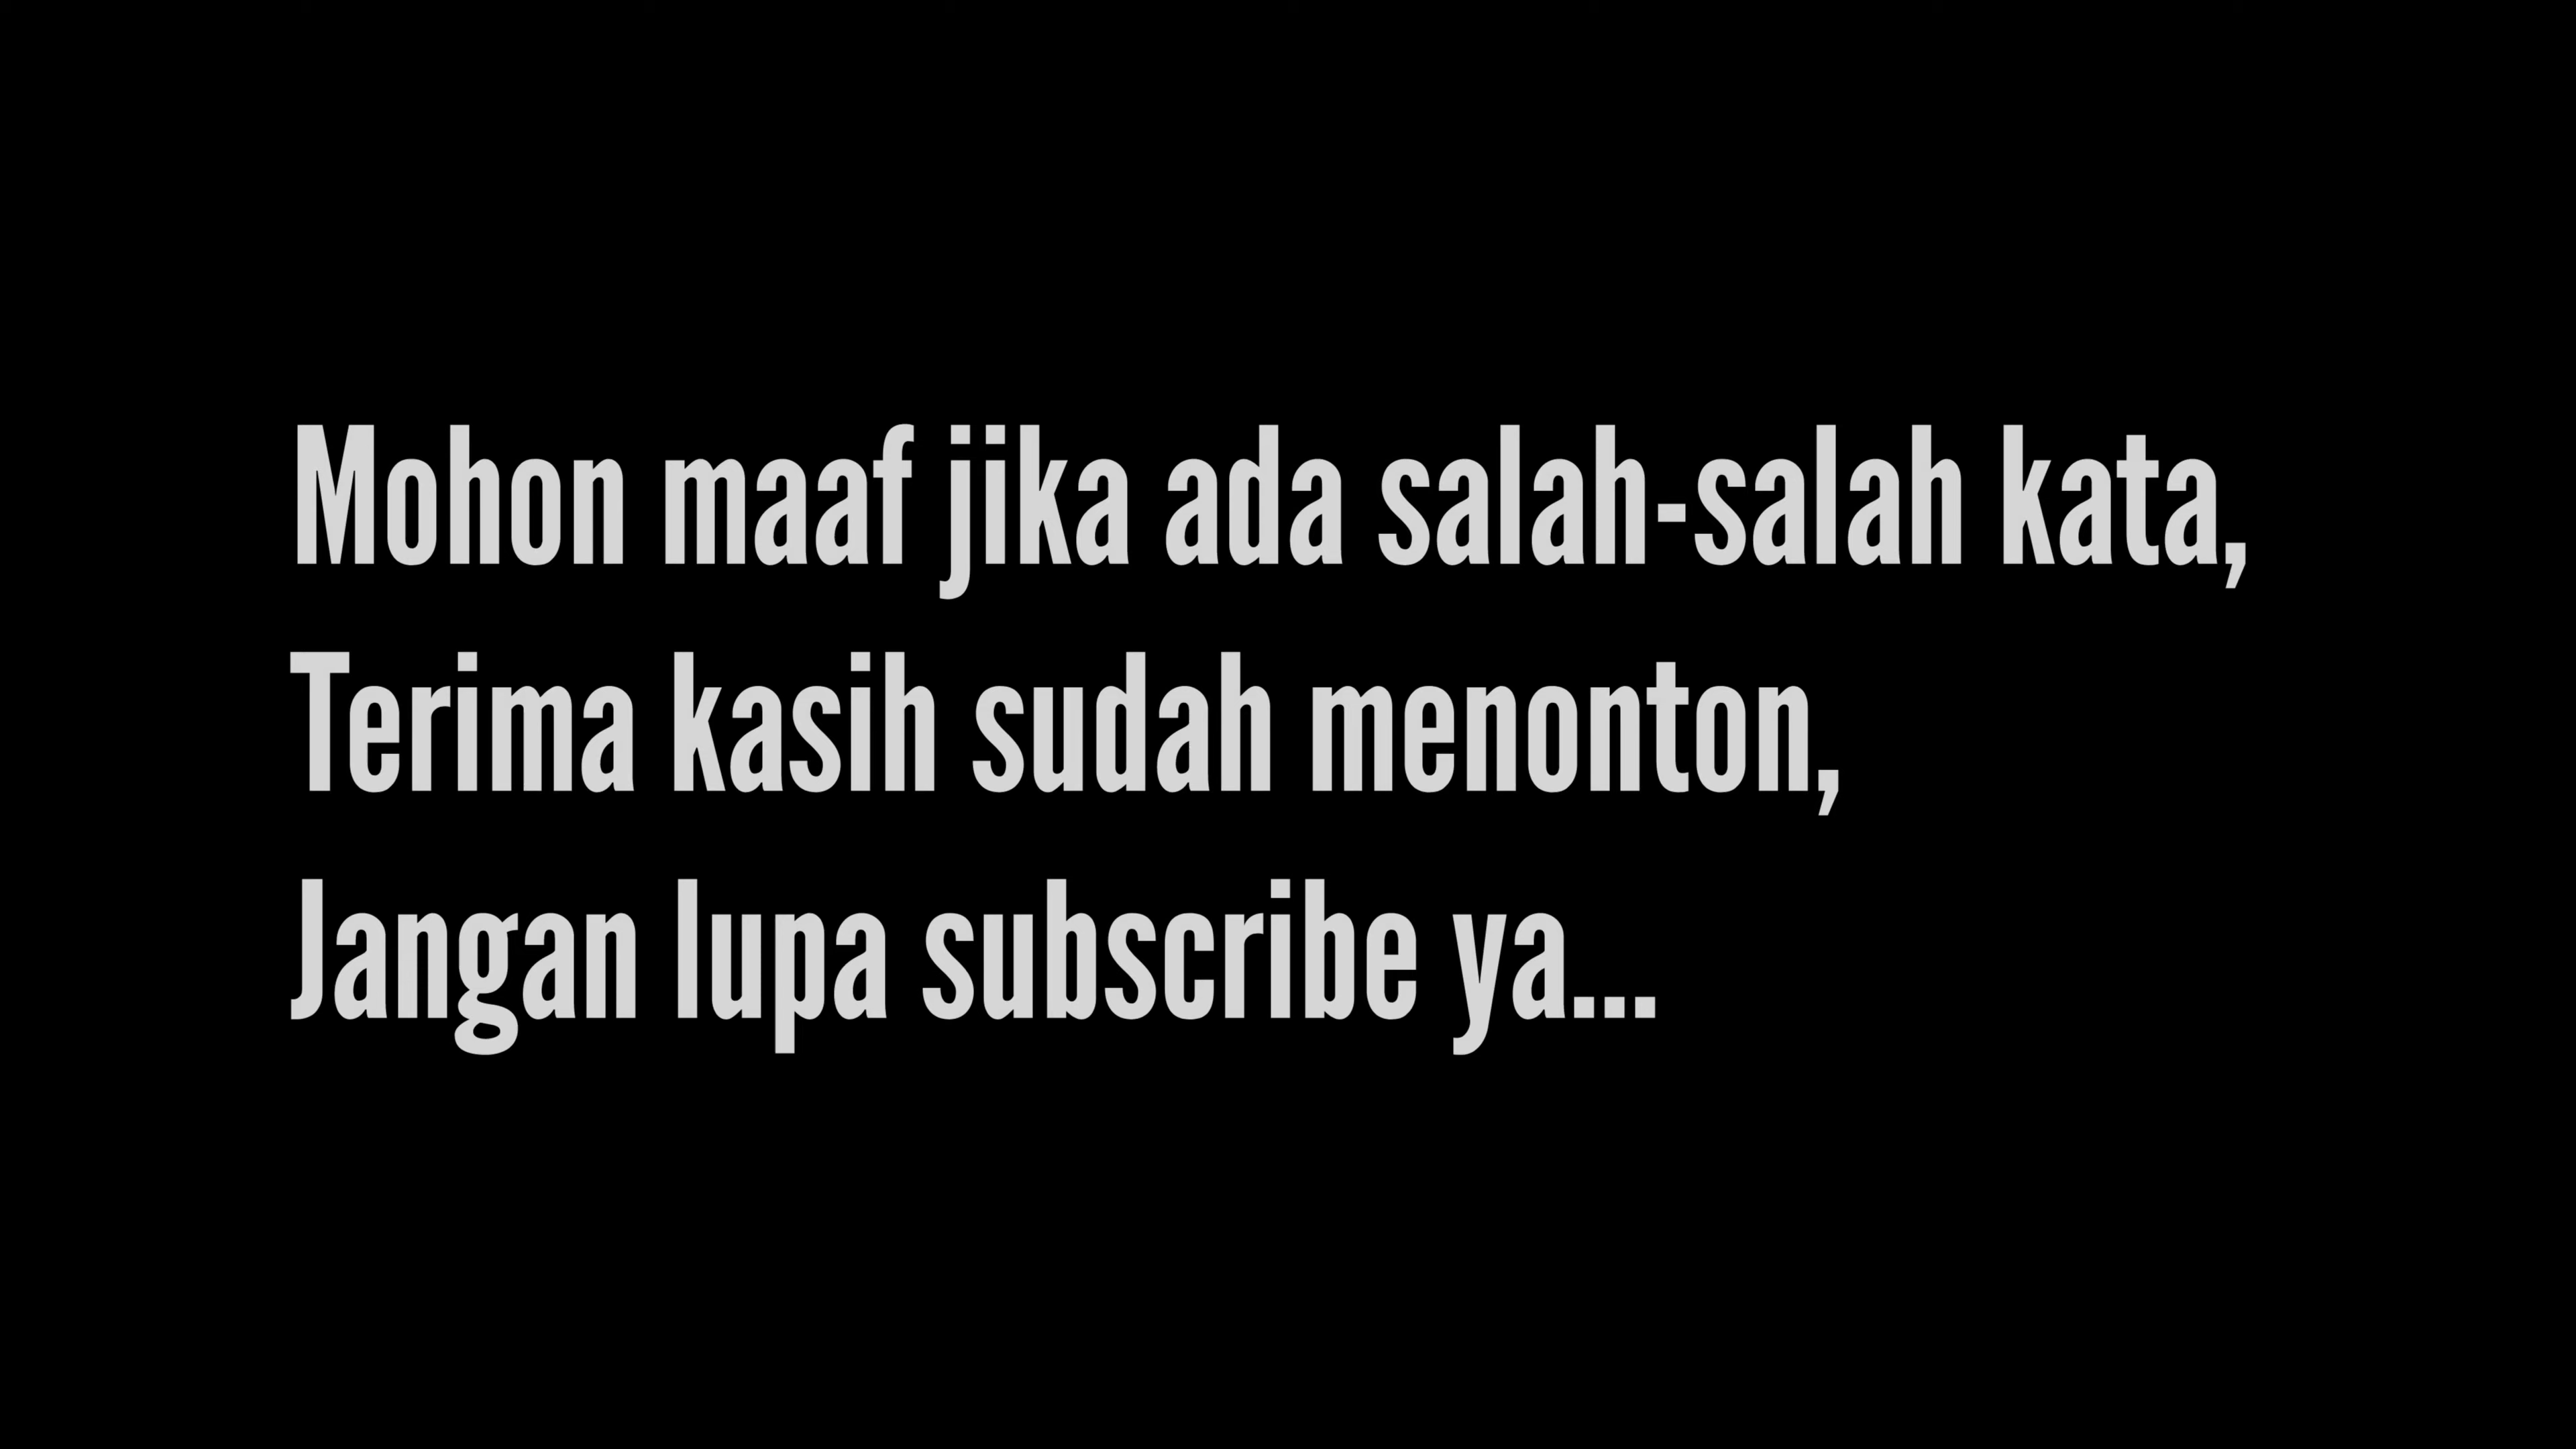 Mohon maaf jika ada salah-salah kata,
Terima kasih sudah menonton,
Jangan lupa subscribe ya...